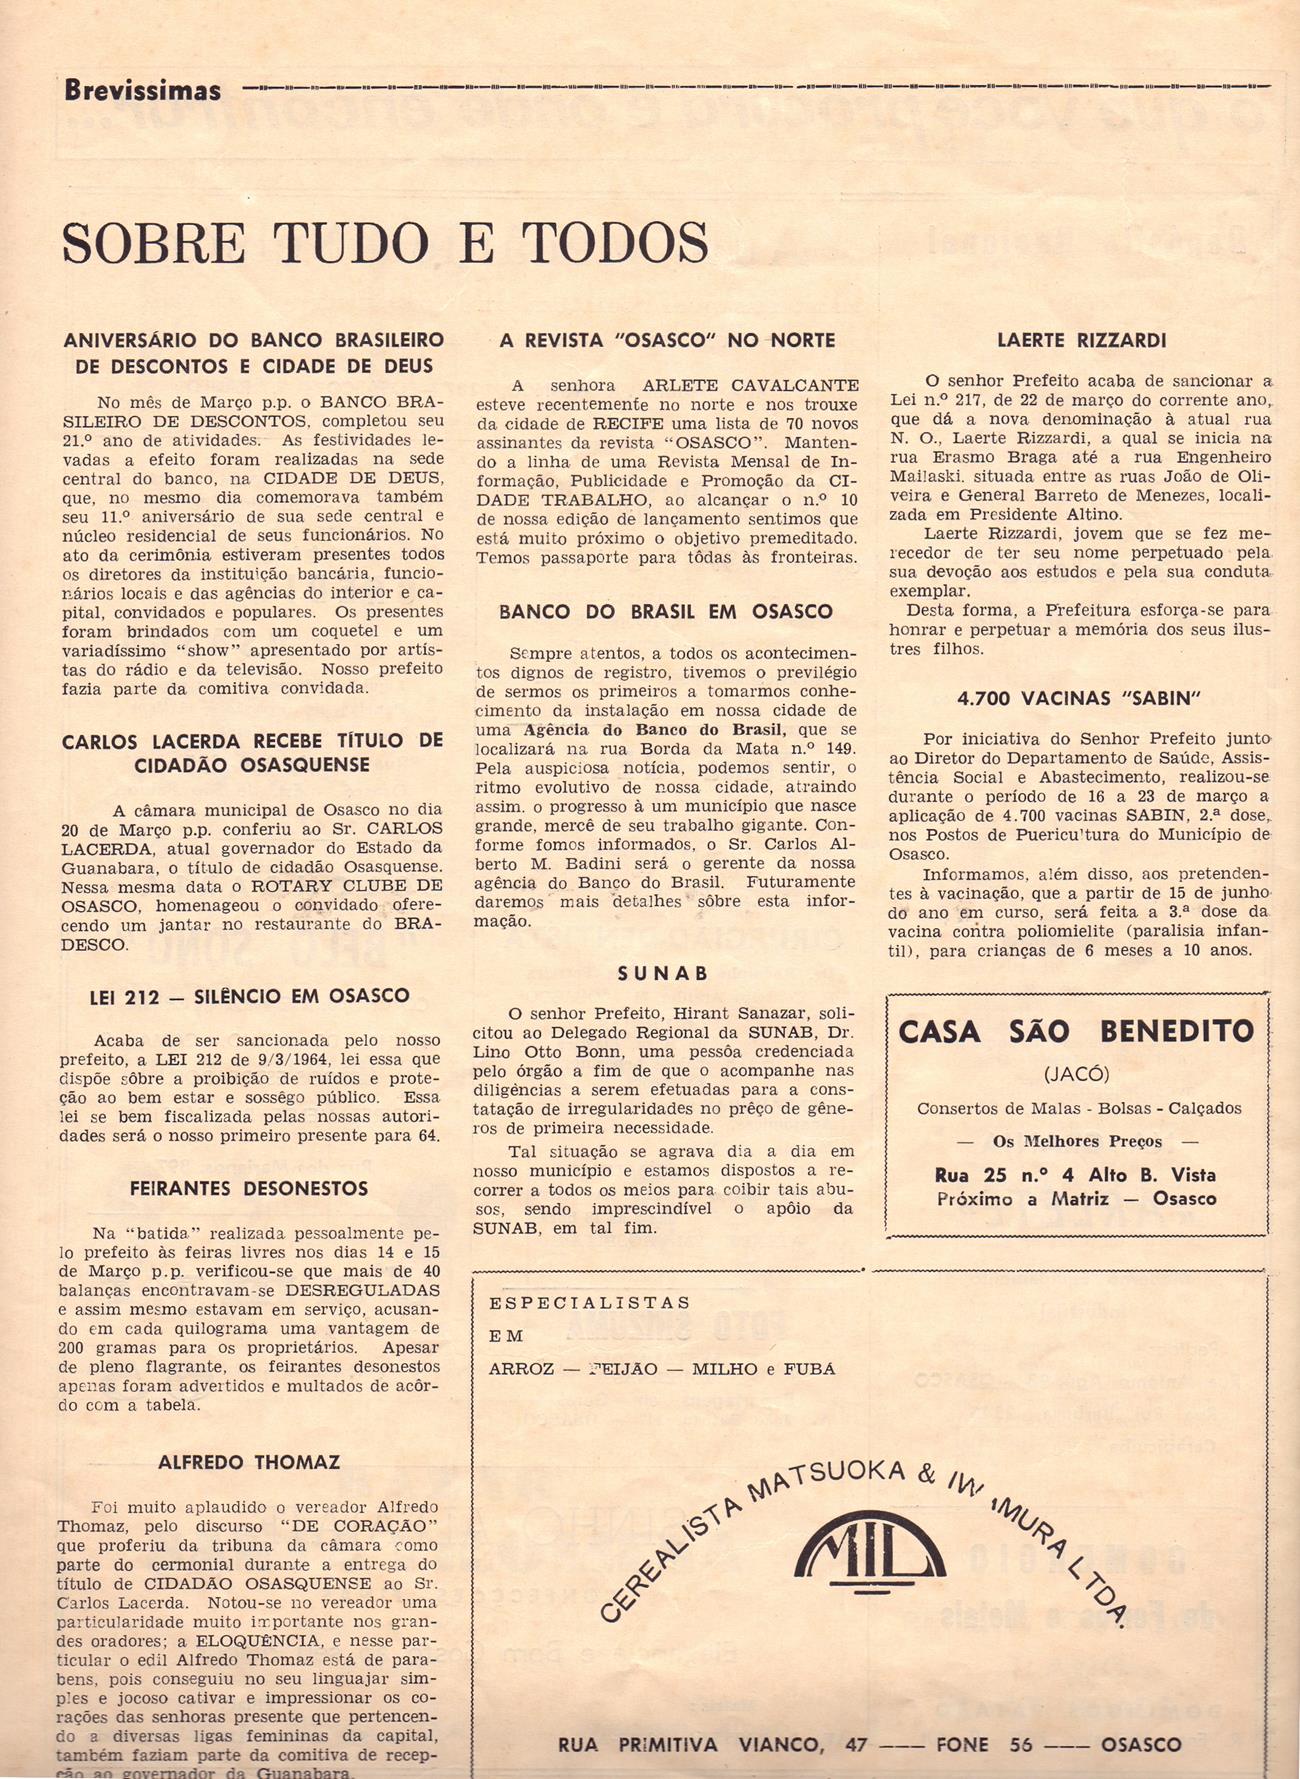 Brevissimas
SOBRE TUDO E TODOS
ANIVERSÁRIO DO BANCO BRASILEIRO
DE DESCONTOS E CIDADE DE DEUS
No mês de Março p.p. o BANCO BRA-
SILEIRO DE DESCONTOS, completou seu
21.º ano de atividades. As festividades le-
vadas a efeito foram realizadas na sede
central do banco, na CIDADE DE DEUS,
que, no mesmo dia comemorava também
seu 11.º aniversário de sua sede central e
núcleo residencial de seus funcionários. No
ato da cerimônia estiveram presentes todos
os diretores da instituição bancária, funcio-
nários locais e das agências do interior e ca-
pital, convidados e populares. Os presentes
foram brindados com um coquetel e um
variadíssimo "show" apresentado por artís-
tas do rádio e da televisão. Nosso prefeito
fazia parte da comitiva convidada.
CARLOS LACERDA RECEBE TÍTULO DE
CIDADÃO OSASQUENSE
A câmara municipal de Osasco no dia
20 de Março p.p. conferiu ao Sr. CARLOS
LACERDA, atual governador do Estado da
Guanabara, o título de cidadão Osasquense.
Nessa mesma data o ROTARY CLUBE DE
OSASCO, homenageou o convidado ofere-
cendo um jantar no restaurante do BRA-
DESCO.
LEI 212 — SILÊNCIO EM OSASCO
Acaba de ser sancionada pelo nosso
prefeito, a LEI 212 de 9/3/1964, lei essa que
dispõe sôbre a proibição de ruídos e prote-
ção ao bem estar e sossêgo público. Essa
lei se bem fiscalizada pelas nossas autori-
dades será o nosso primeiro presente para 64.
FEIRANTES DESONESTOS
Na "batida" realizada pessoalmente pe-
lo prefeito às feiras livres nos dias 14 e 15
de Março p.p. verificou-se que mais de 40
balanças encontravam-se DESREGULADAS
e assim mesmo estavam em serviço, acusan-
do em cada quilograma uma vantagem de
200 gramas para os proprietários. Apesar
de pleno flagrante, os feirantes desonestos
apenas foram advertidos e multados de acôr-
do com a tabela.
ALFREDO THOMAZ
Foi muito aplaudido o vereador Alfredo
Thomaz, pelo discurso "DE CORAÇÃO"
que proferiu da tribuna da câmara como
parte do cermonial durante a entrega do
título de CIDADÃO OSASQUENSE ao Sr.
Carlos Lacerda. Notou-se no vereador uma
particularidade muito importante nos gran-
des oradores; a ELOQUÊNCIA, e nesse par-
ticular o edil Alfredo Thomaz está de para-
bens, pois conseguiu no seu linguajar sim-
ples e jocoso cativar e impressionar os co-
rações das senhoras presente que pertencen-
do a diversas ligas femininas da capital,
também faziam parte da comitiva de recep-
ção ao governador da Guanabara.
A REVISTA "OSASCO" NO NORTE
A senhora ARLETE CAVALCANTE
esteve recentemente no norte e nos trouxe
da cidade de RECIFE uma lista de 70 novos
assinantes da revista "OSASCO". Manten-
do a linha de uma Revista Mensal de In-
formação, Publicidade e Promoção da CI-
DADE TRABALHO, ao alcançar o n.º 10
de nossa edição de lançamento sentimos que
está muito próximo o objetivo premeditado.
Temos passaporte para tôdas às fronteiras.
BANCO DO BRASIL EM OSASCO
Sempre atentos, a todos os acontecimen-
tos dignos de registro, tivemos o previlégio
de sermos os primeiros a tomarmos conhe-
cimento da instalação em nossa cidade de
uma Agência do Banco do Brasil, que se
localizará na rua Borda da Mata n.º 149.
Pela auspiciosa notícia, podemos sentir, o
ritmo evolutivo de nossa cidade, atraindo
assim. o progresso à um município que nasce
grande, mercê de seu trabalho gigante. Con-
forme fomos informados, o Sr. Carlos Al-
berto M. Badini será o gerente da nossa
agência do Banco do Brasil. Futuramente
daremos mais detalhes sôbre esta infor-
mação.
SUNAB
O senhor Prefeito, Hirant Sanazar, soli-
citou ao Delegado Regional da SUNAB, Dr.
Lino Otto Bonn, uma pessôa credenciada
pelo órgão a fim de que o acompanhe nas
diligências a serem efetuadas para a cons-
tatação de irregularidades no prêço de gêne-
ros de primeira necessidade.
Tal situação se agrava dia a dia em
nosso município e estamos dispostos a re-
correr a todos os meios para coibir tais abu-
sos, sendo imprescindível o apôio da
SUNAB, em tal fim.
LAERTE RIZZARDI
O senhor Prefeito acaba de sancionar a
Lei n.º 217, de 22 de março do corrente ano,
que dá a nova denominação à atual rua
N. O., Laerte Rizzardi, a qual se inicia na
rua Erasmo Braga até a rua Engenheiro
Mailaski. situada entre as ruas João de Oli-
veira e General Barreto de Menezes, locali-
zada em Presidente Altino.
Laerte Rizzardi, jovem que se fez me-
recedor de ter seu nome perpetuado pela
sua devoção aos estudos e pela sua conduta
exemplar.
Desta forma, a Prefeitura esforça-se para
honrar e perpetuar a memória dos seus ilus-
tres filhos.
4.700 VACINAS "SABIN"
Por iniciativa do Senhor Prefeito junto
ao Diretor do Departamento de Saúde, Assis-
tência Social e Abastecimento, realizou-se
durante o período de 16 a 23 de março a
aplicação de 4.700 vacinas SABIN, 2.ª dose,
nos Postos de Puericultura do Município de
Osasco.
Informamos, além disso, aos pretenden-
tes à vacinação, que a partir de 15 de junho
do ano em curso, será feita a 3.ª dose da
vacina contra poliomielite (paralisia infan-
til), para crianças de 6 meses a 10 anos.
CASA SÃO BENEDITO
(JACÓ)
Consertos de Malas - Bolsas - Calçados
— Os Melhores Preços —
Rua 25 n.º 4 Alto B. Vista
Próximo a Matriz — Osasco
ESPECIALISTAS
EM
ARROZ — FEIJÃO — MILHO e FUBÁ
CEREALISTA MATSUOKA & IWAMURA LTDA.
MIL
RUA PRIMITIVA VIANCO, 47 —— FONE 56 —— OSASCO